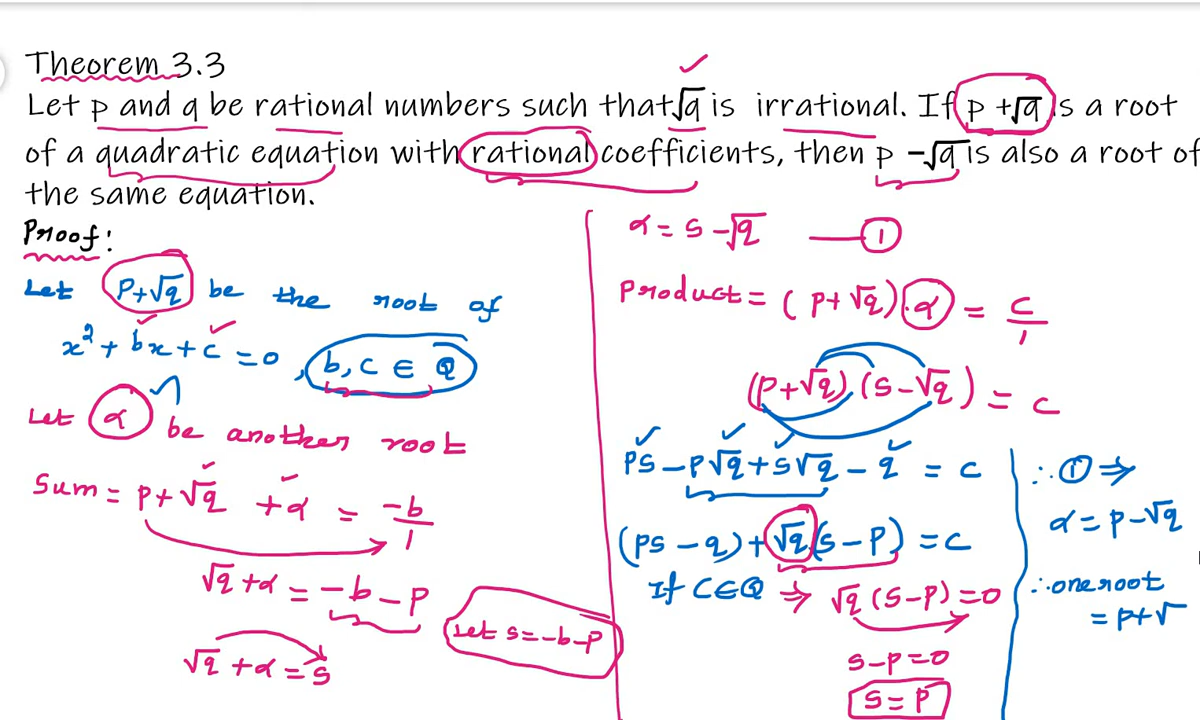 Theorem 3.3
Let p and q be rational numbers such that √q is irrational. If p +√q is a root
of a quadratic equation with rational coefficients, then p -√q is also a root of
the same equation.
Proof:
Let P+√q be the root of
x² + bx + c = 0, b, c ∈ Q
Let α be another root
Sum = p+√q + α = -b/1
√q + α = -b - p
√q + α = s
Let s = -b-p
α = s - √q —— ①
Product = (p+√q).α = c/1
(p+√q).(s-√q) = c
ps - p√q + s√q - q = c
(ps - q) + √q(s-p) = c
If C∈Q ⇒ √q(s-p)=0
s-p=0
s=p
∴ ① ⇒
α = p-√q
∴ one root
= p+√